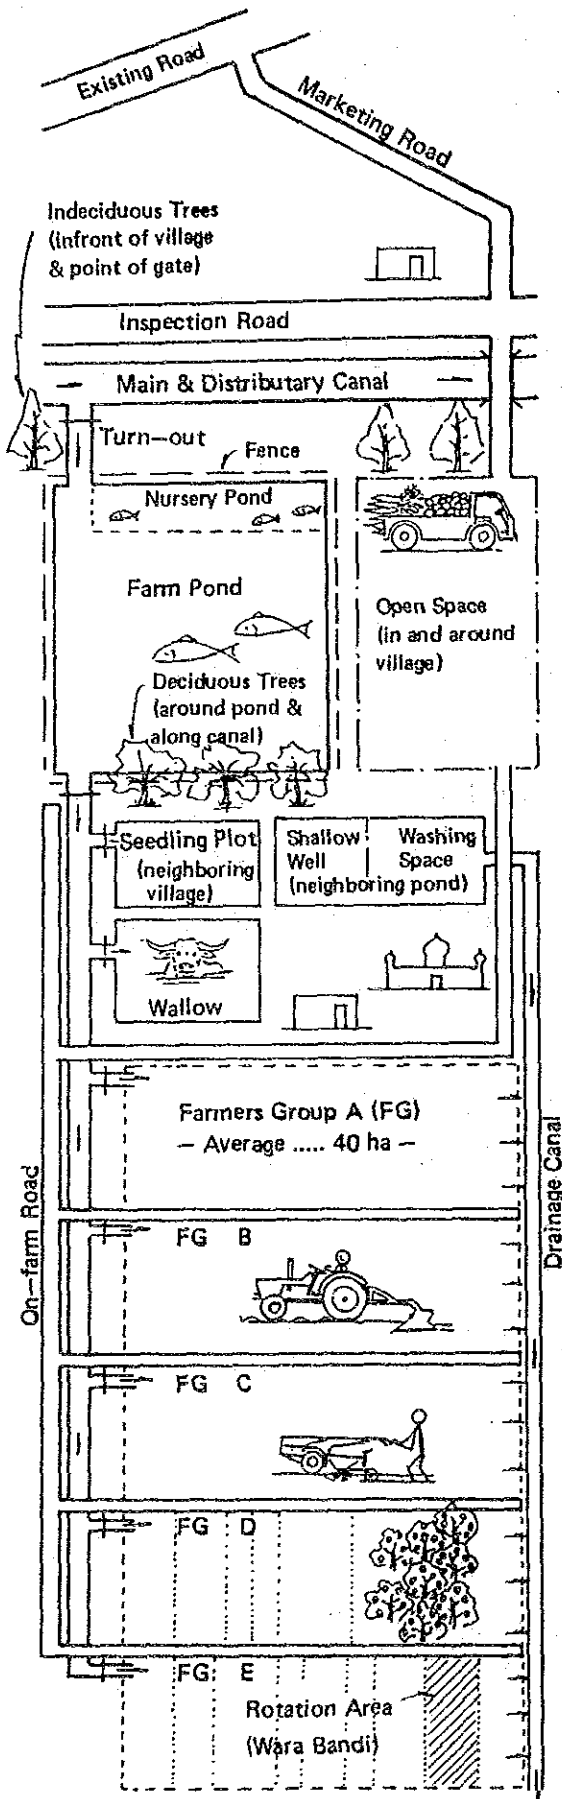 Existing Road
Marketing Road
Indeciduous Trees
(infront of village
& point of gate)
Inspection Road
Main & Distributary Canal
Turn-out
Fence
Nursery Pond
Farm Pond
Open Space
(in and around
village)
Deciduous Trees
(around pond &
along canal)
Seedling Plot
(neighboring
village)
Shallow
Well
Washing
Space
(neighboring pond)
Wallow
Farmers Group A (FG)
— Average ..... 40 ha —
On-farm Road
Drainage Canal
FG B
FG C
FG D
FG E
Rotation Area
(Wara Bandi)